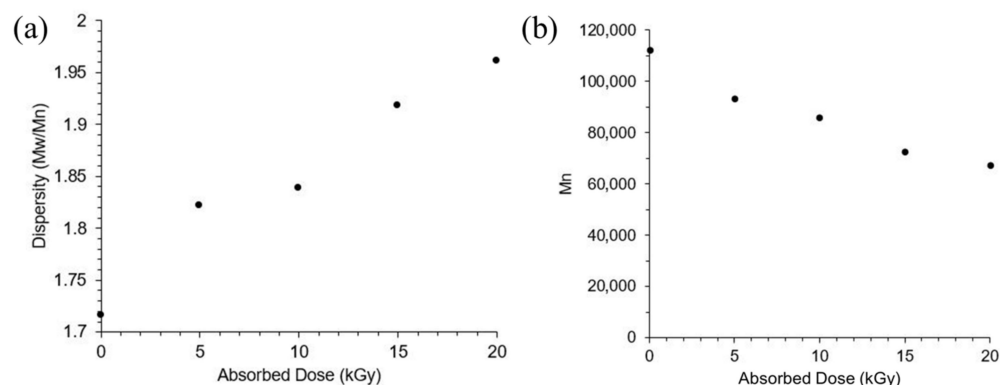 (a)
2
1.95
1.9
1.85
1.8
1.75
1.7
Dispersity (Mw/Mn)
0 5 10 15 20
Absorbed Dose (kGy)
(b)
120,000
100,000
80,000
60,000
40,000
20,000
0
Mn
0 5 10 15 20
Absorbed Dose (kGy)